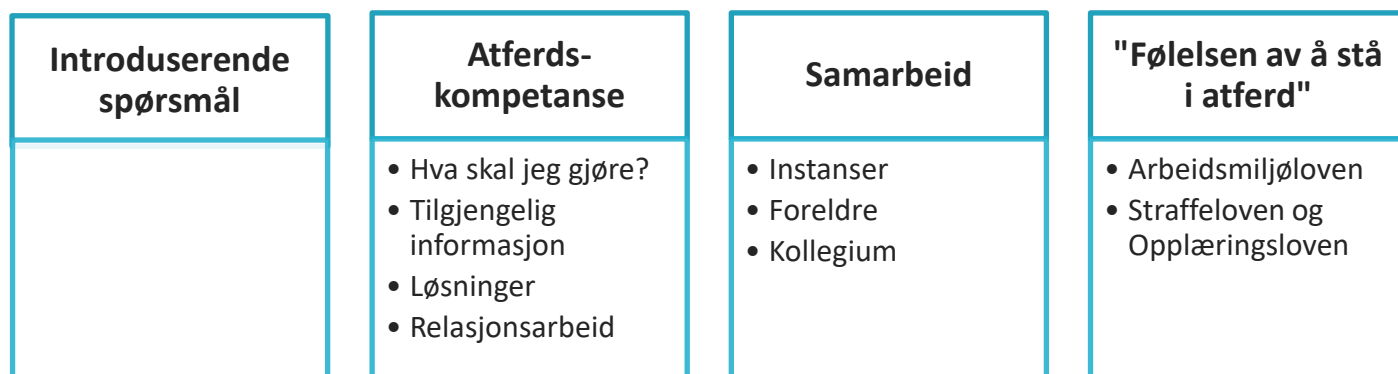 Introduserende
spørsmål
Atferds-
kompetanse
• Hva skal jeg gjøre?
• Tilgjengelig
informasjon
• Løsninger
• Relasjonsarbeid
Samarbeid
• Instanser
• Foreldre
• Kollegium
"Følelsen av å stå
i atferd"
• Arbeidsmiljøloven
• Straffeloven og
Opplæringsloven